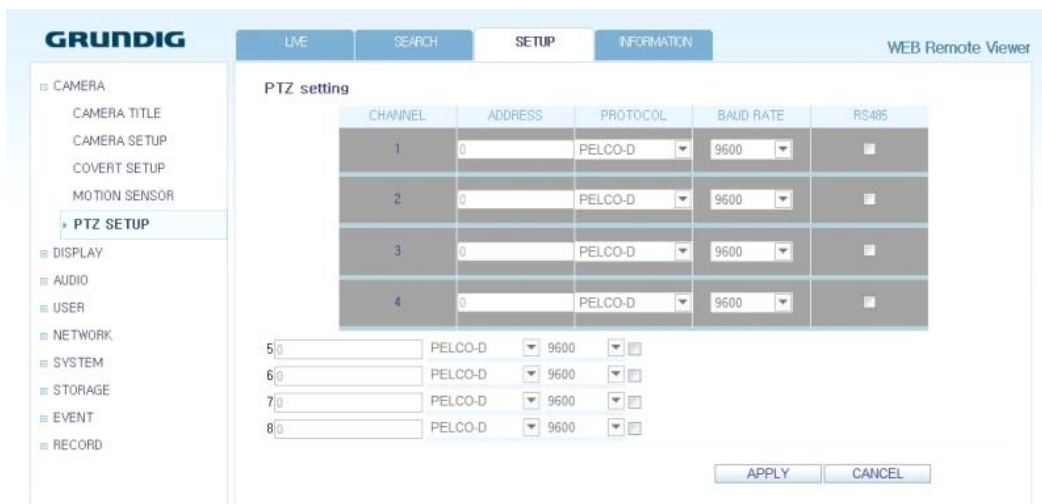 GRUNDIG
LIVE SEARCH SETUP INFORMATION
WEB Remote Viewer
CAMERA
CAMERA TITLE
CAMERA SETUP
COVERT SETUP
MOTION SENSOR
PTZ SETUP
DISPLAY
AUDIO
USER
NETWORK
SYSTEM
STORAGE
EVENT
RECORD
PTZ setting
CHANNEL ADDRESS PROTOCOL BAUD RATE RS485
1 0 PELCO-D 9600
2 0 PELCO-D 9600
3 0 PELCO-D 9600
4 0 PELCO-D 9600
5 0 PELCO-D 9600
6 0 PELCO-D 9600
7 0 PELCO-D 9600
8 0 PELCO-D 9600
APPLY CANCEL